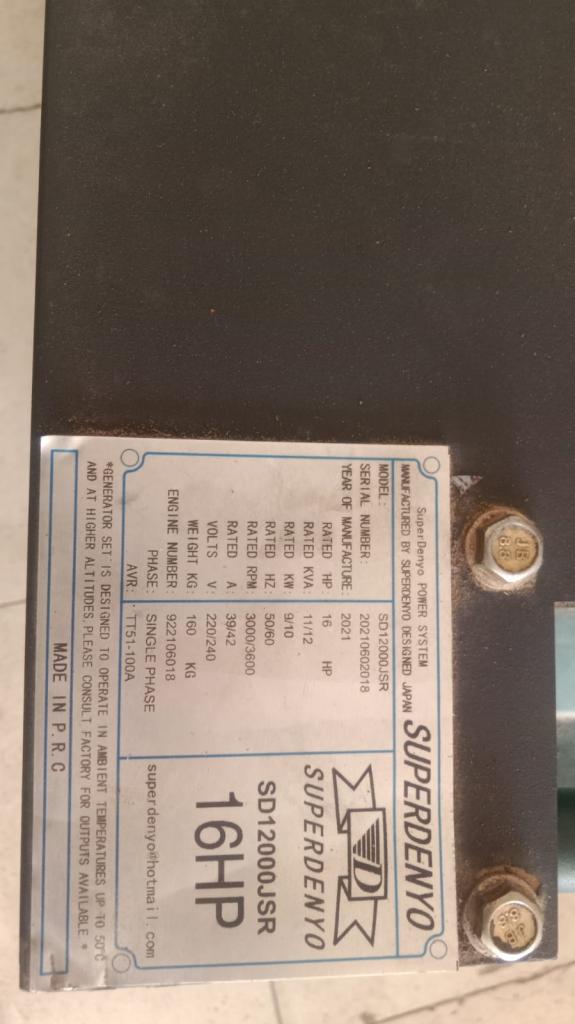 SuperDenyo POWER SYSTEM
MANUFACTURED BY SUPERDENYO DESIGNED JAPAN
SUPERDENYO
MODEL: SD12000JSR
SERIAL NUMBER: 20210602018
YEAR OF MANUFACTURE: 2021
RATED HP: 16 HP
RATED KVA: 11/12
RATED KW: 9/10
RATED HZ: 50/60
RATED RPM: 3000/3600
RATED A: 39/42
VOLTS V: 220/240
WEIGHT KG: 160 KG
ENGINE NUMBER: 922106018
PHASE: SINGLE PHASE
AVR: TT51-100A
D
SUPERDENYO
SD12000JSR
16HP
superdenyo@hotmail.com
*GENERATOR SET IS DESIGNED TO OPERATE IN AMBIENT TEMPERATURES UP TO 50°C
AND AT HIGHER ALTITUDES, PLEASE CONSULT FACTORY FOR OUTPUTS AVAILABLE *
MADE IN P.R.C
8.8